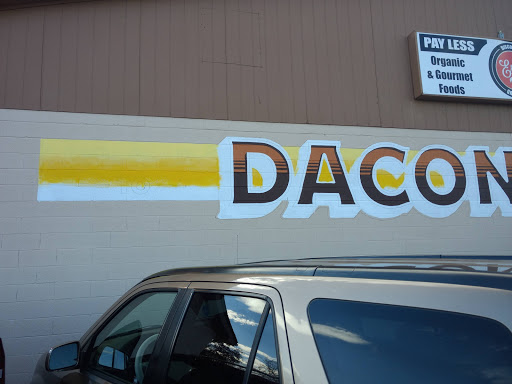 PAY LESS
Organic
& Gourmet
Foods
DACON